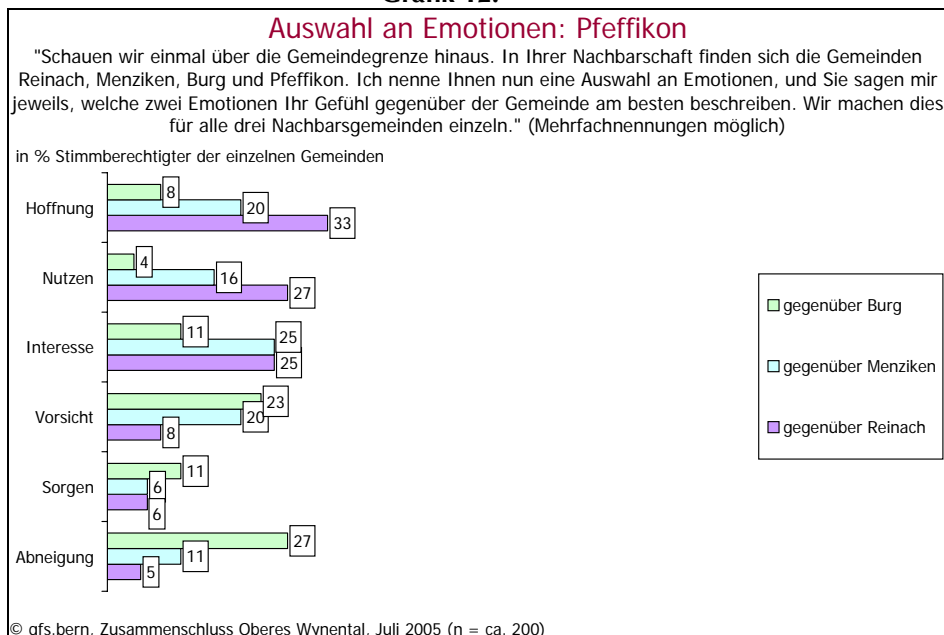 Grafik 12:
Auswahl an Emotionen: Pfeffikon
"Schauen wir einmal über die Gemeindegrenze hinaus. In Ihrer Nachbarschaft finden sich die Gemeinden
Reinach, Menziken, Burg und Pfeffikon. Ich nenne Ihnen nun eine Auswahl an Emotionen, und Sie sagen mir
jeweils, welche zwei Emotionen Ihr Gefühl gegenüber der Gemeinde am besten beschreiben. Wir machen dies
für alle drei Nachbarsgemeinden einzeln." (Mehrfachnennungen möglich)
in % Stimmberechtigter der einzelnen Gemeinden
Hoffnung
8
20
33
Nutzen
4
16
27
Interesse
11
25
25
Vorsicht
23
20
8
Sorgen
11
6
6
Abneigung
27
11
5
gegenüber Burg
gegenüber Menziken
gegenüber Reinach
© gfs.bern, Zusammenschluss Oberes Wynental, Juli 2005 (n = ca. 200)